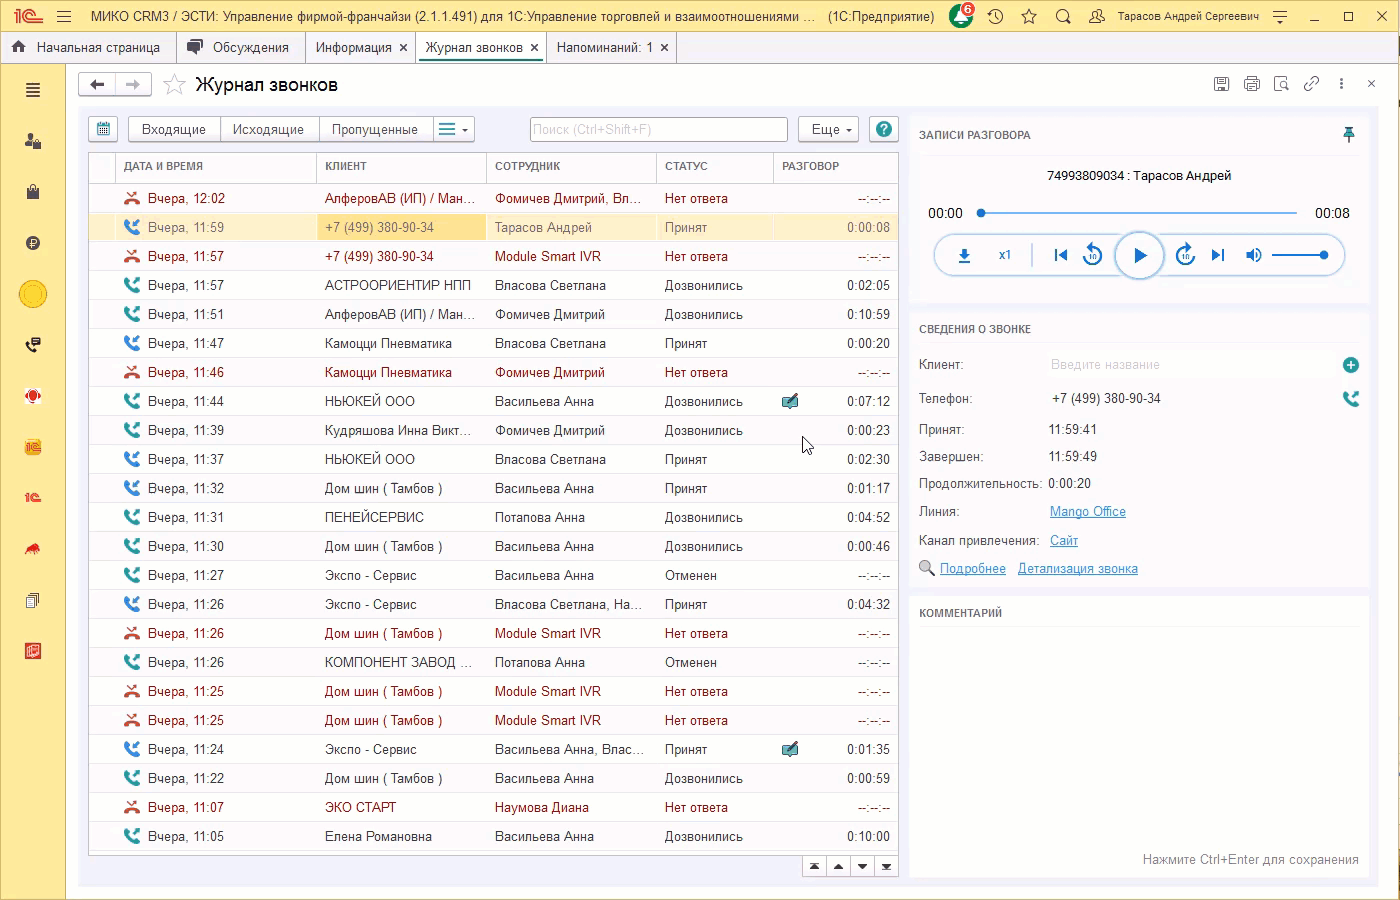 1С МИКО CRM3 / ЭСТИ: Управление фирмой-франчайзи (2.1.1.491) для 1С:Управление торговлей и взаимоотношениями ... (1С:Предприятие) 6 Тарасов Андрей Сергеевич
Начальная страница Обсуждения Информация × Журнал звонков × Напоминаний: 1 ×
Журнал звонков
Входящие Исходящие Пропущенные Поиск (Ctrl+Shift+F) Еще ?
ДАТА И ВРЕМЯ КЛИЕНТ СОТРУДНИК СТАТУС РАЗГОВОР
Вчера, 12:02 АлферовАВ (ИП) / Ман... Фомичев Дмитрий, Вл... Нет ответа --:--:--
Вчера, 11:59 +7 (499) 380-90-34 Тарасов Андрей Принят 0:00:08
Вчера, 11:57 +7 (499) 380-90-34 Module Smart IVR Нет ответа --:--:--
Вчера, 11:57 АСТРООРИЕНТИР НПП Власова Светлана Дозвонились 0:02:05
Вчера, 11:51 АлферовАВ (ИП) / Ман... Фомичев Дмитрий Дозвонились 0:10:59
Вчера, 11:47 Камоцци Пневматика Власова Светлана Принят 0:00:20
Вчера, 11:46 Камоцци Пневматика Фомичев Дмитрий Нет ответа --:--:--
Вчера, 11:44 НЬЮКЕЙ ООО Васильева Анна Дозвонились 0:07:12
Вчера, 11:39 Кудряшова Инна Викт... Фомичев Дмитрий Дозвонились 0:00:23
Вчера, 11:37 НЬЮКЕЙ ООО Власова Светлана Принят 0:02:30
Вчера, 11:32 Дом шин ( Тамбов ) Васильева Анна Принят 0:01:17
Вчера, 11:31 ПЕНЕЙСЕРВИС Потапова Анна Дозвонились 0:04:52
Вчера, 11:30 Дом шин ( Тамбов ) Васильева Анна Дозвонились 0:00:46
Вчера, 11:27 Экспо - Сервис Васильева Анна Отменен --:--:--
Вчера, 11:26 Экспо - Сервис Власова Светлана, На... Принят 0:04:32
Вчера, 11:26 Дом шин ( Тамбов ) Module Smart IVR Нет ответа --:--:--
Вчера, 11:26 КОМПОНЕНТ ЗАВОД ... Потапова Анна Отменен --:--:--
Вчера, 11:25 Дом шин ( Тамбов ) Module Smart IVR Нет ответа --:--:--
Вчера, 11:25 Дом шин ( Тамбов ) Module Smart IVR Нет ответа --:--:--
Вчера, 11:24 Экспо - Сервис Васильева Анна, Влас... Принят 0:01:35
Вчера, 11:22 Дом шин ( Тамбов ) Васильева Анна Дозвонились 0:00:59
Вчера, 11:07 ЭКО СТАРТ Наумова Диана Нет ответа --:--:--
Вчера, 11:05 Елена Романовна Васильева Анна Дозвонились 0:10:00
ЗАПИСИ РАЗГОВОРА
74993809034 : Тарасов Андрей
00:00 00:08
x1 10 10
СВЕДЕНИЯ О ЗВОНКЕ
Клиент: Введите название
Телефон: +7 (499) 380-90-34
Принят: 11:59:41
Завершен: 11:59:49
Продолжительность: 0:00:20
Линия: Mango Office
Канал привлечения: Сайт
Подробнее Детализация звонка
КОММЕНТАРИЙ
Нажмите Ctrl+Enter для сохранения